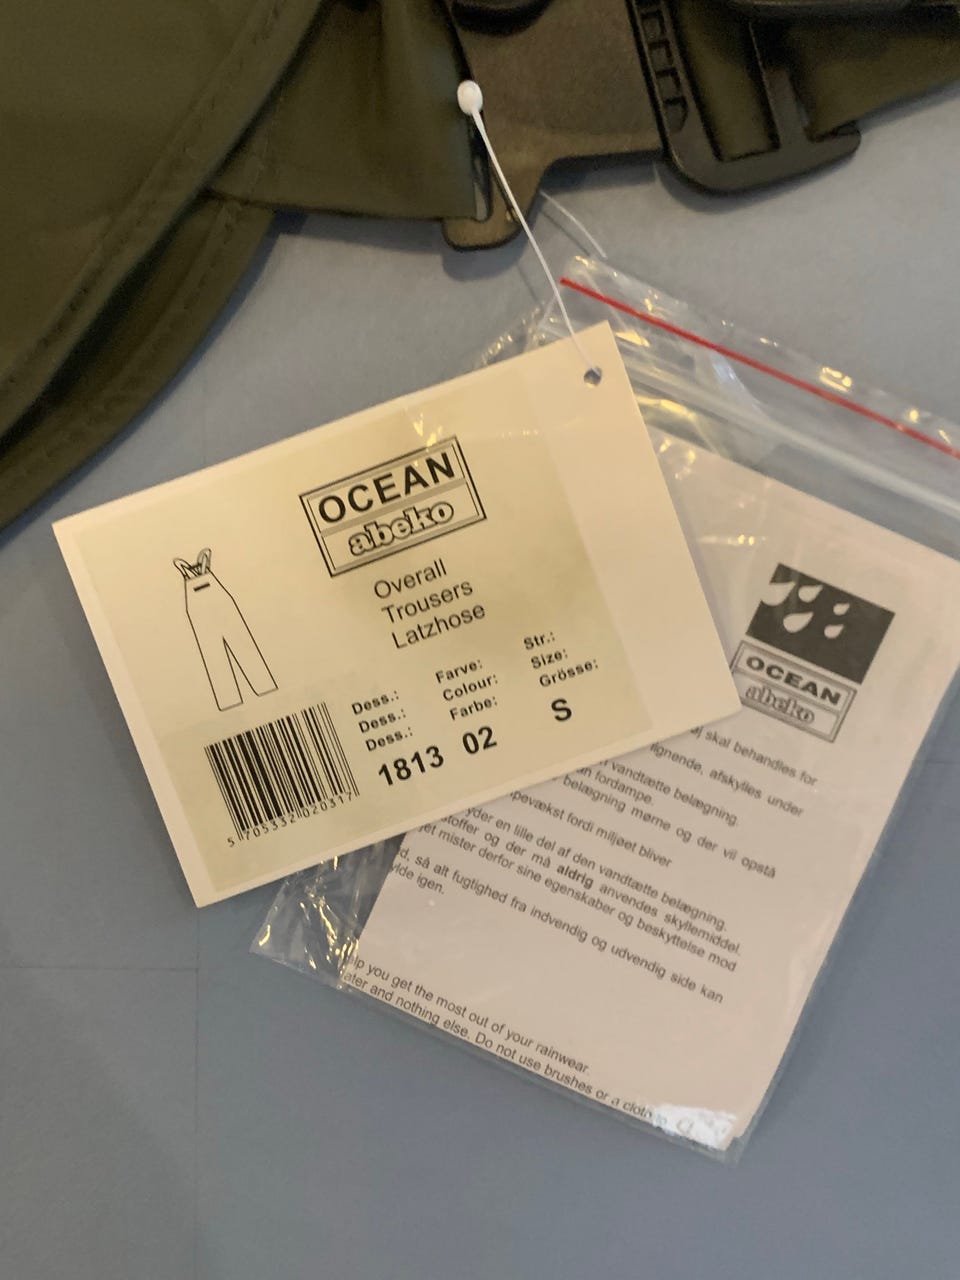 OCEAN
abeko
Overall
Trousers
Latzhose
Dess.: Farve: Str.:
Dess.: Colour: Size:
Dess.: Farbe: Grösse:
1813 02 S
5 705332 020317
OCEAN
abeko
skal behandles for
lignende, afskylles under
vandtætte belægning.
fordampe.
belægning mørne og der vil opstå
fordi miljøet bliver
en lille del af den vandtætte belægning.
og der må aldrig anvendes skyllemiddel.
mister derfor sine egenskaber og beskyttelse mod
så alt fugtighed fra indvendig og udvendig side kan
igen.
you get the most out of your rainwear.
and nothing else. Do not use brushes or a cloth